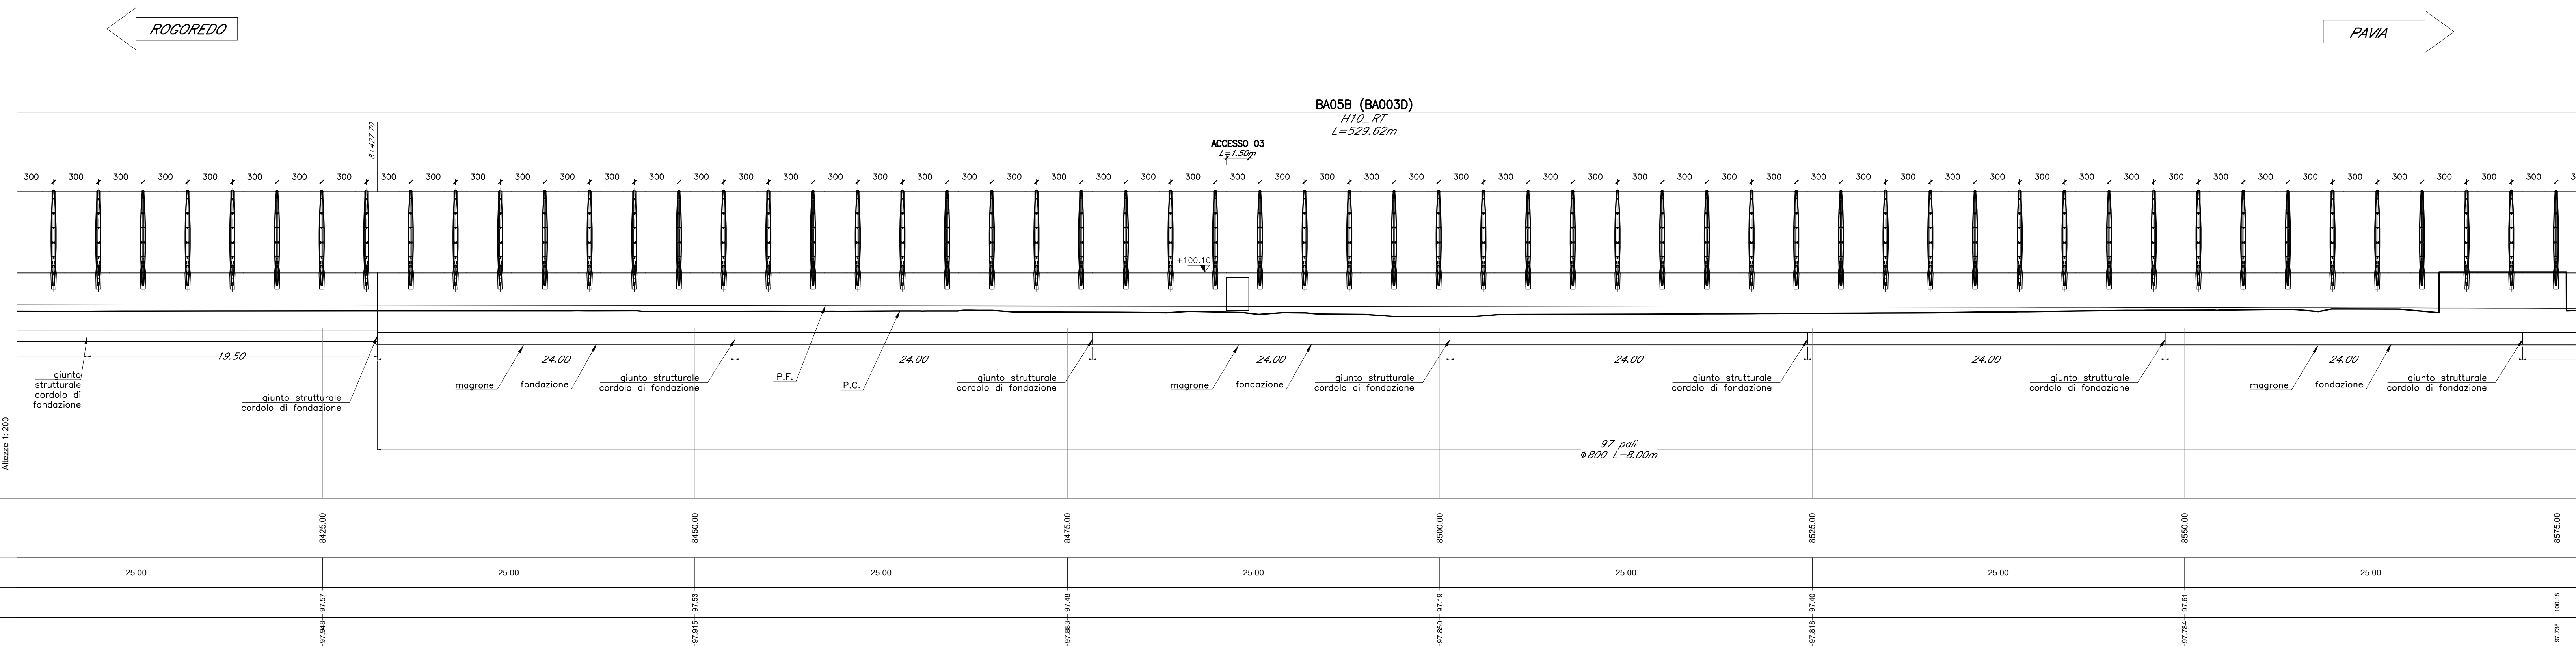 ROGOREDO
PAVIA
BA05B (BA003D)
H10_RT
L=529.62m
8+427.70
ACCESSO 03
L=1.50m
300 300 300 300 300 300 300 300 300 300 300 300 300 300 300 300 300 300 300 300 300 300 300 300 300 300 300 300 300 300 300 300 300 300 300 300 300 300 300 300 300 300 300 300 300 300 300 300 300 300 300 300 300 300 300 300 300
+100.10
19.50 24.00 24.00 24.00 24.00 24.00 24.00
giunto
strutturale
cordolo di
fondazione
giunto strutturale
cordolo di fondazione
magrone
fondazione
giunto strutturale
cordolo di fondazione
P.F.
P.C.
giunto strutturale
cordolo di fondazione
magrone
fondazione
giunto strutturale
cordolo di fondazione
giunto strutturale
cordolo di fondazione
giunto strutturale
cordolo di fondazione
magrone
fondazione
giunto strutturale
cordolo di fondazione
Altezze 1: 200
97 pali
ϕ800 L=8.00m
8425.00 8450.00 8475.00 8500.00 8525.00 8550.00 8575.00
25.00 25.00 25.00 25.00 25.00 25.00 25.00
97.57 97.53 97.48 97.19 97.40 97.61 100.18
97.948 97.915 97.883 97.850 97.818 97.784 97.738